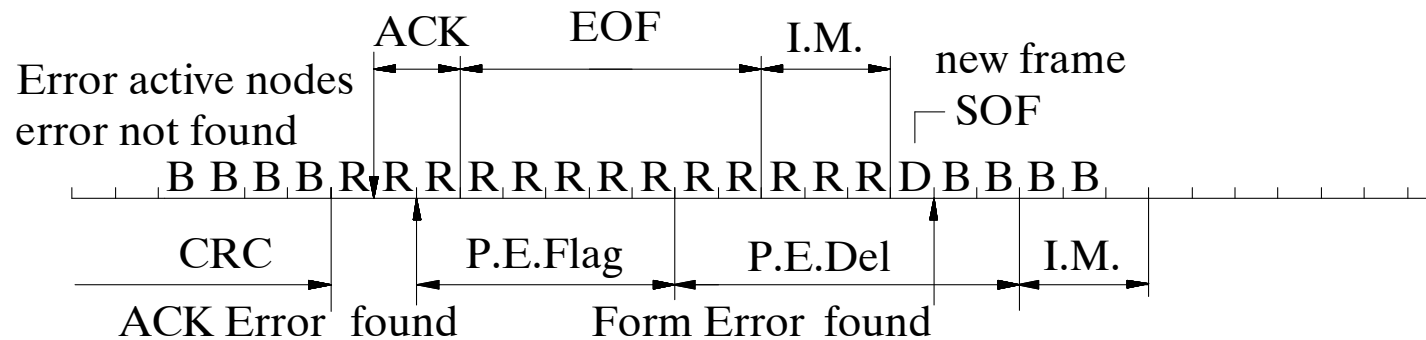 ACK EOF I.M.
new frame
Error active nodes
SOF
error not found
B B B B R R R R R R R R R R R R R D B B B B
CRC P.E.Flag P.E.Del I.M.
ACK Error found Form Error found